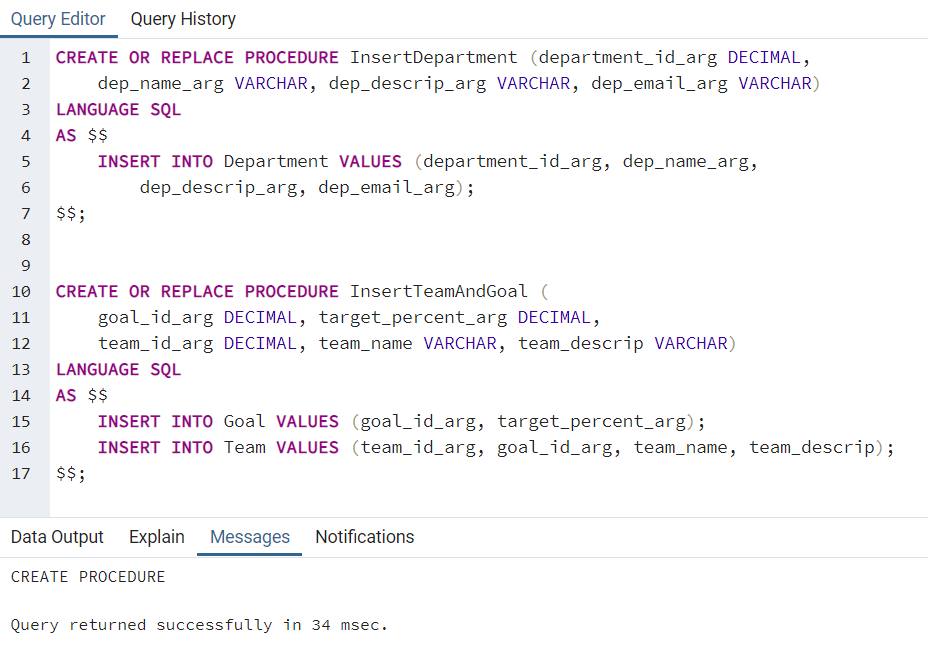 Query Editor Query History
1 CREATE OR REPLACE PROCEDURE InsertDepartment (department_id_arg DECIMAL,
2 dep_name_arg VARCHAR, dep_descrip_arg VARCHAR, dep_email_arg VARCHAR)
3 LANGUAGE SQL
4 AS $$
5 INSERT INTO Department VALUES (department_id_arg, dep_name_arg,
6 dep_descrip_arg, dep_email_arg);
7 $$;
8
9
10 CREATE OR REPLACE PROCEDURE InsertTeamAndGoal (
11 goal_id_arg DECIMAL, target_percent_arg DECIMAL,
12 team_id_arg DECIMAL, team_name VARCHAR, team_descrip VARCHAR)
13 LANGUAGE SQL
14 AS $$
15 INSERT INTO Goal VALUES (goal_id_arg, target_percent_arg);
16 INSERT INTO Team VALUES (team_id_arg, goal_id_arg, team_name, team_descrip);
17 $$;
Data Output Explain Messages Notifications
CREATE PROCEDURE
Query returned successfully in 34 msec.